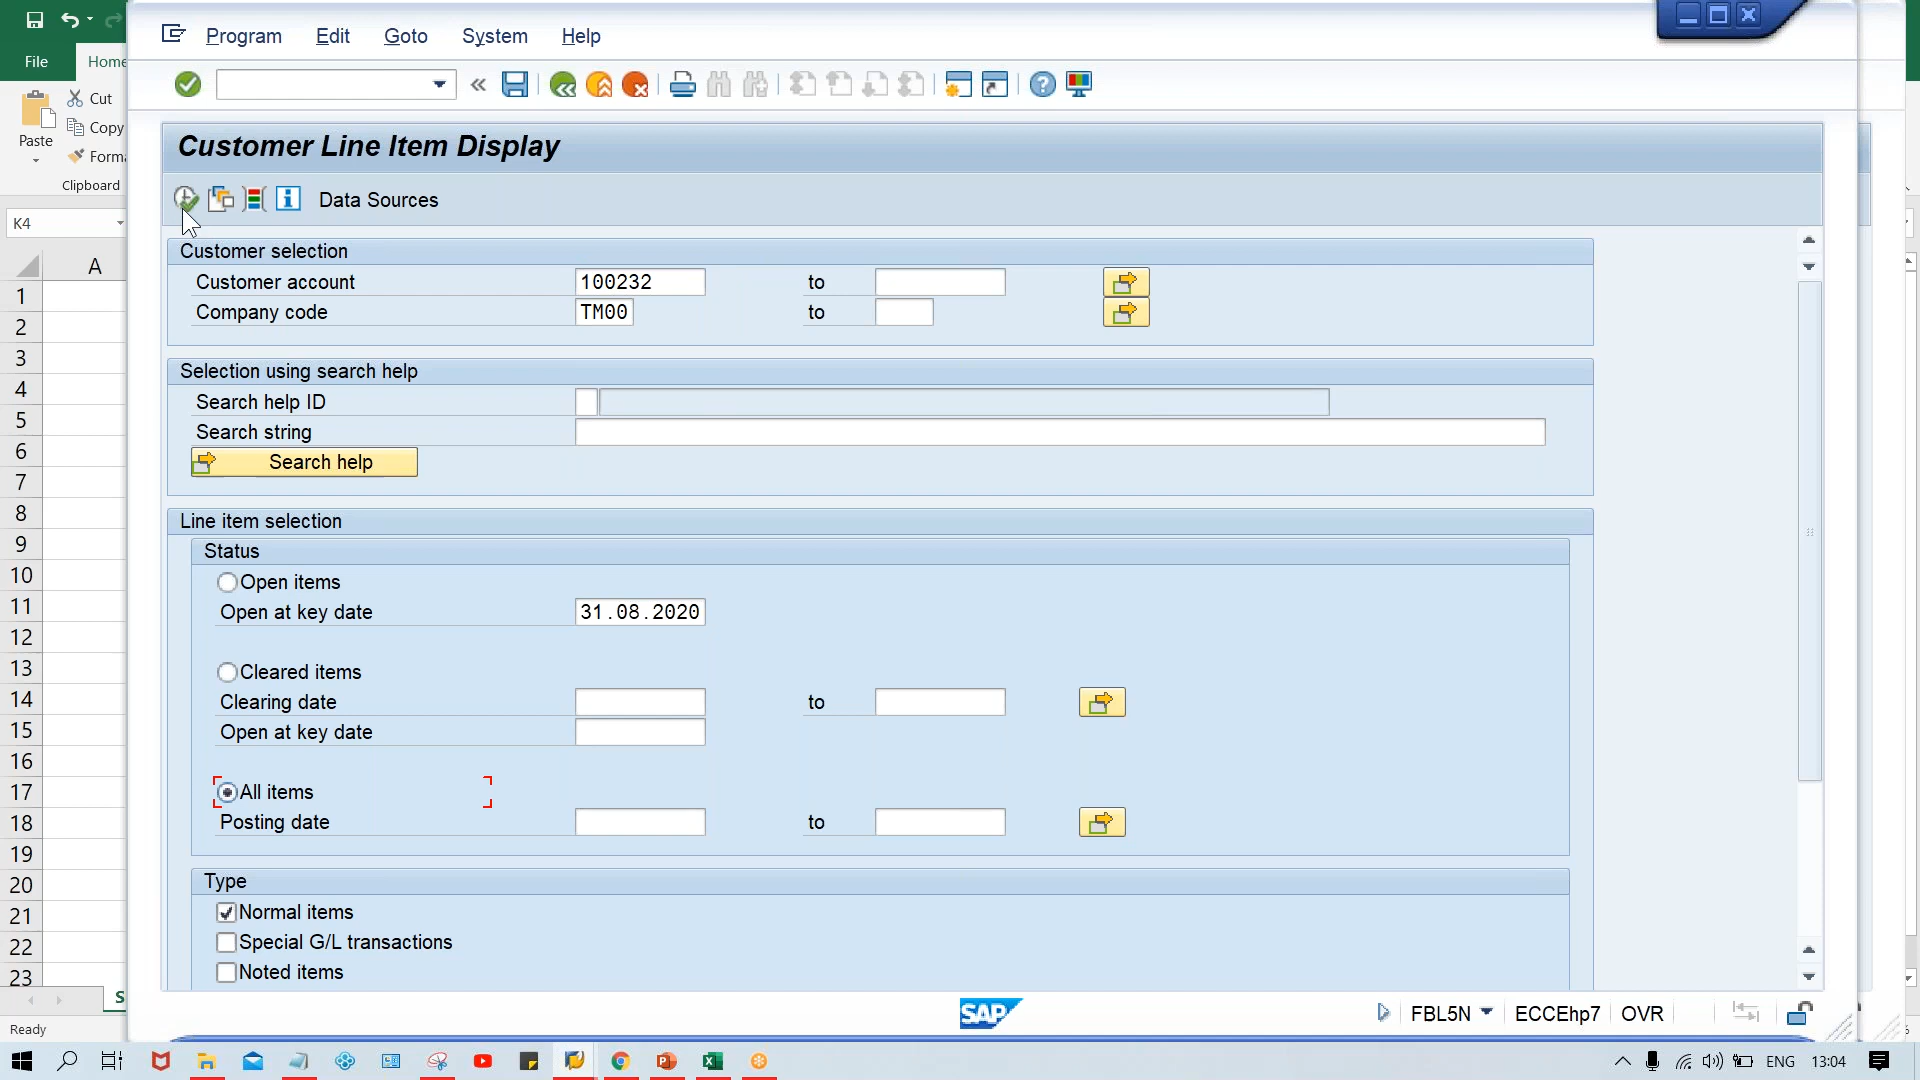 Program Edit Goto System Help
File Home
Cut
Copy
Forma
Paste
Clipboard
Customer Line Item Display
Data Sources
K4
A
Customer selection
Customer account 100232 to
Company code TM00 to
Selection using search help
Search help ID
Search string
Search help
Line item selection
Status
Open items
Open at key date 31.08.2020
Cleared items
Clearing date to
Open at key date
All items
Posting date to
Type
Normal items
Special G/L transactions
Noted items
1
2
3
4
5
6
7
8
9
10
11
12
13
14
15
16
17
18
19
20
21
22
23
S
SAP
FBL5N ECCEhp7 OVR
Ready
ENG 13:04